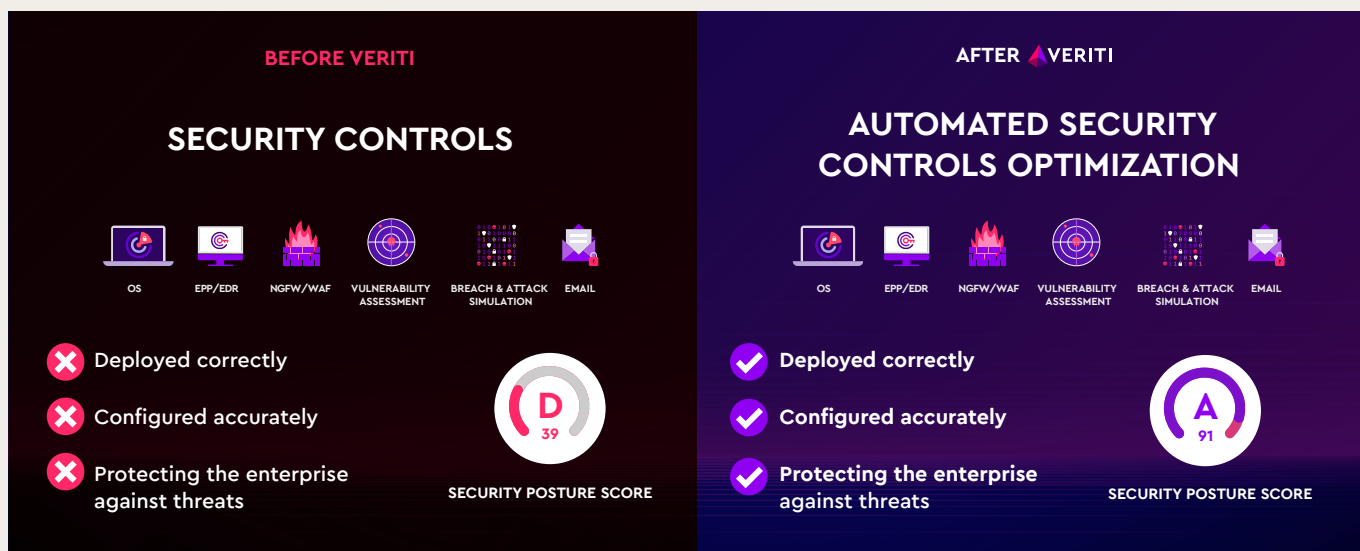 BEFORE VERITI
SECURITY CONTROLS
OS
EPP/EDR
NGFW/WAF
VULNERABILITY
ASSESSMENT
BREACH & ATTACK
SIMULATION
EMAIL
Deployed correctly
Configured accurately
Protecting the enterprise
against threats
D
39
SECURITY POSTURE SCORE
AFTER VERITI
AUTOMATED SECURITY
CONTROLS OPTIMIZATION
OS
EPP/EDR
NGFW/WAF
VULNERABILITY
ASSESSMENT
BREACH & ATTACK
SIMULATION
EMAIL
Deployed correctly
Configured accurately
Protecting the enterprise
against threats
A
91
SECURITY POSTURE SCORE